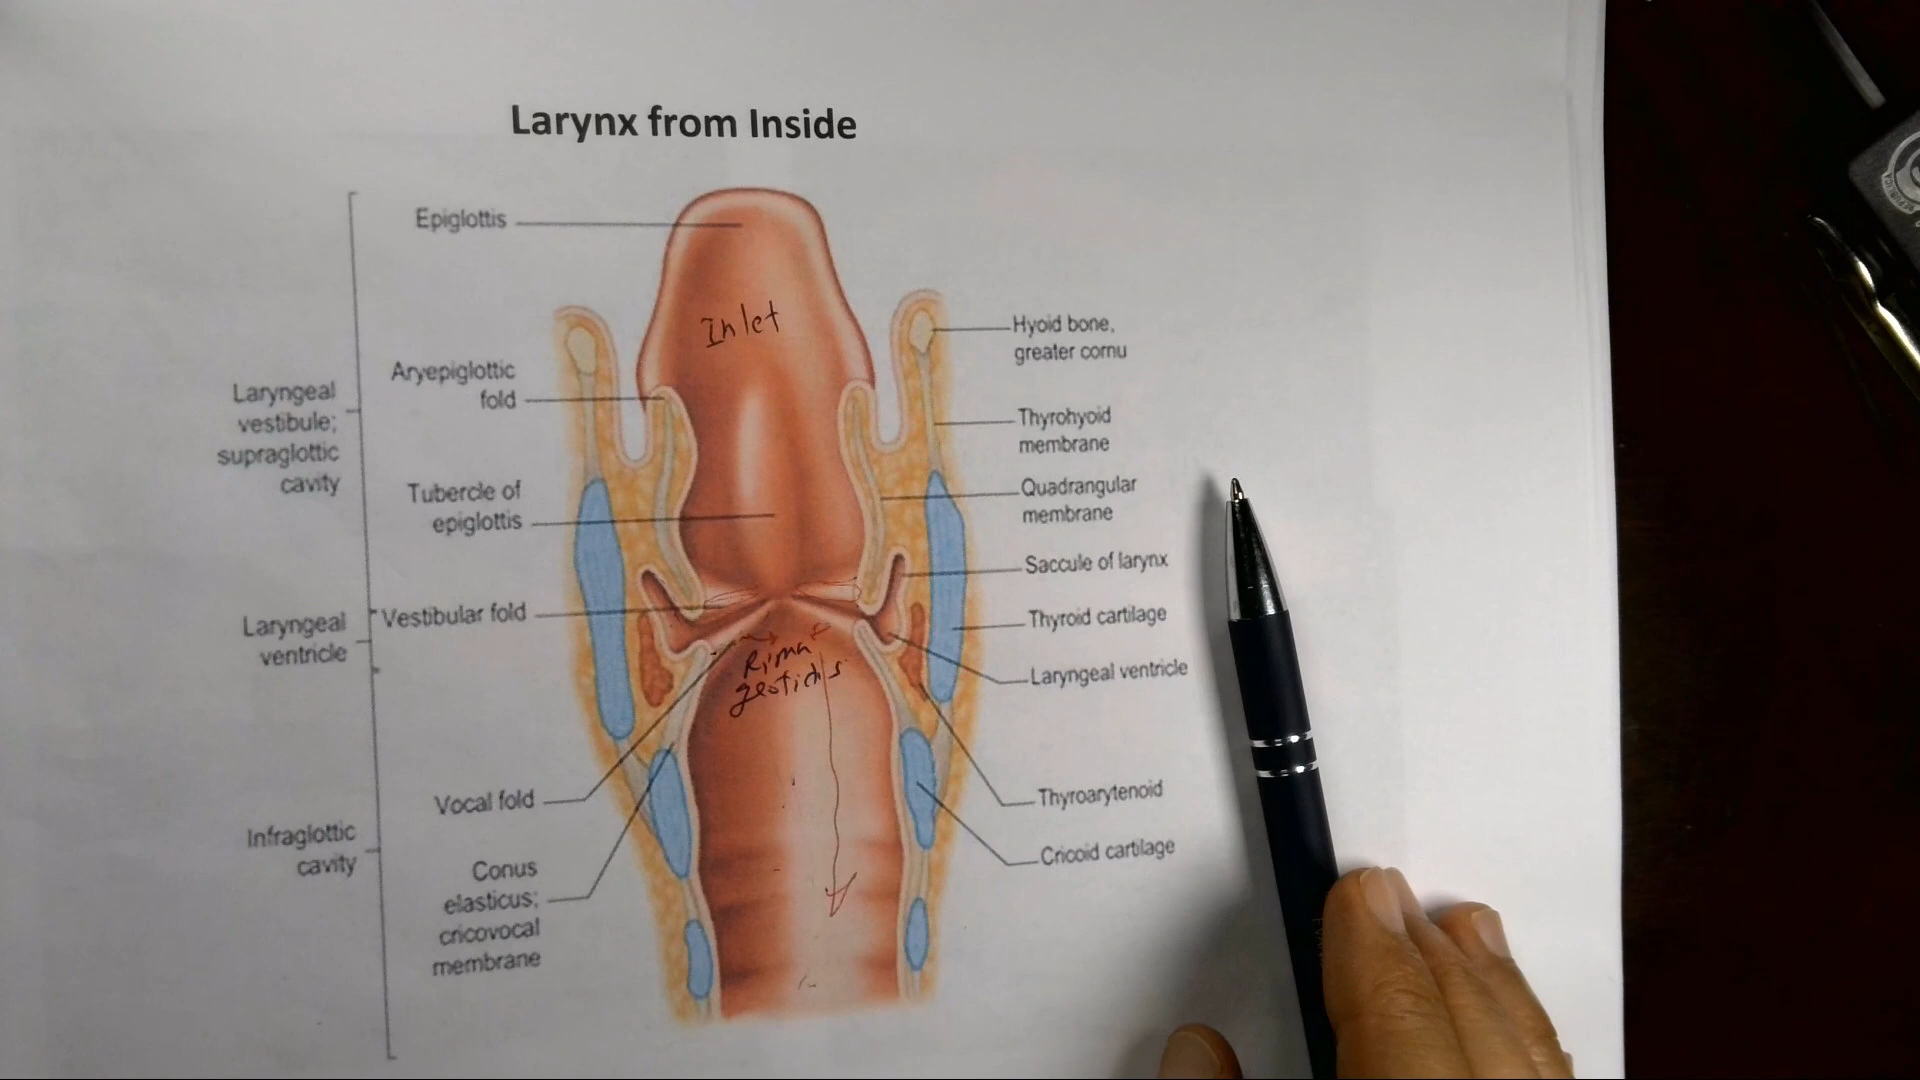 Larynx from Inside
Epiglottis
Inlet
Hyoid bone,
greater cornu
Aryepiglottic
fold
Laryngeal
vestibule;
supraglottic
cavity
Thyrohyoid
membrane
Quadrangular
membrane
Tubercle of
epiglottis
Saccule of larynx
Vestibular fold
Laryngeal
ventricle
Thyroid cartilage
Rima
Laryngeal ventricle
Vocal fold
Thyroarytenoid
Infraglottic
cavity
Cricoid cartilage
Conus
elasticus;
cricovocal
membrane